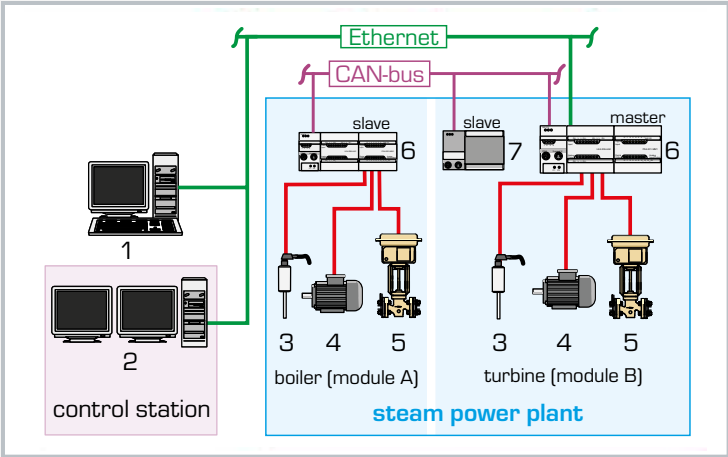 Ethernet
CAN-bus
slave
slave
master
6
7
6
1
2
3 4 5
3 4 5
boiler (module A)
turbine (module B)
control station
steam power plant